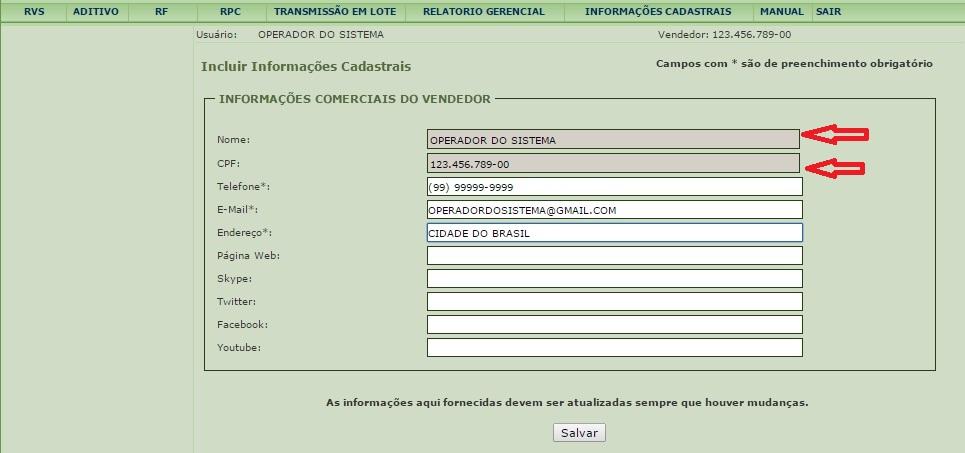 RVS ADITIVO RF RPC TRANSMISSÃO EM LOTE RELATORIO GERENCIAL INFORMAÇÕES CADASTRAIS MANUAL SAIR
Usuário: OPERADOR DO SISTEMA Vendedor: 123.456.789-00
Incluir Informações Cadastrais Campos com * são de preenchimento obrigatório
INFORMAÇÕES COMERCIAIS DO VENDEDOR
Nome: OPERADOR DO SISTEMA
CPF: 123.456.789-00
Telefone*: (99) 99999-9999
E-Mail*: OPERADORDOSISTEMA@GMAIL.COM
Endereço*: CIDADE DO BRASIL
Página Web:
Skype:
Twitter:
Facebook:
Youtube:
As informações aqui fornecidas devem ser atualizadas sempre que houver mudanças.
Salvar